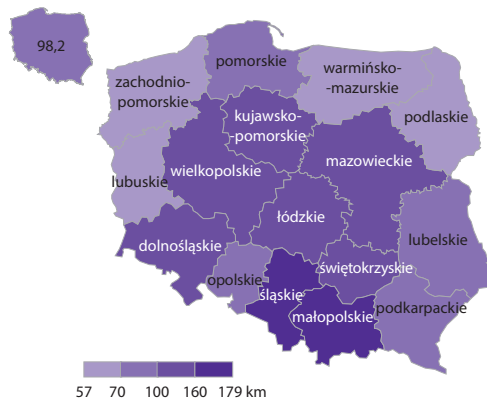 98,2
pomorskie
zachodnio-
pomorskie
warmińsko-
mazurskie
podlaskie
kujawsko-
-pomorskie
mazowieckie
wielkopolskie
lubuskie
łódzkie
lubelskie
dolnośląskie
opolskie
śląskie
świętokrzyskie
małopolskie
podkarpackie
57 70 100 160 179 km